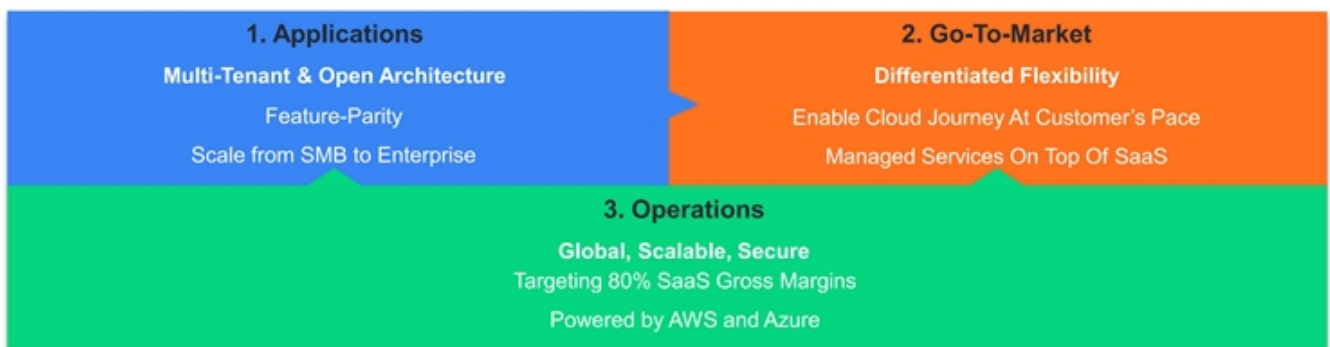 1. Applications
Multi-Tenant & Open Architecture
Feature-Parity
Scale from SMB to Enterprise
2. Go-To-Market
Differentiated Flexibility
Enable Cloud Journey At Customer's Pace
Managed Services On Top Of SaaS
3. Operations
Global, Scalable, Secure
Targeting 80% SaaS Gross Margins
Powered by AWS and Azure